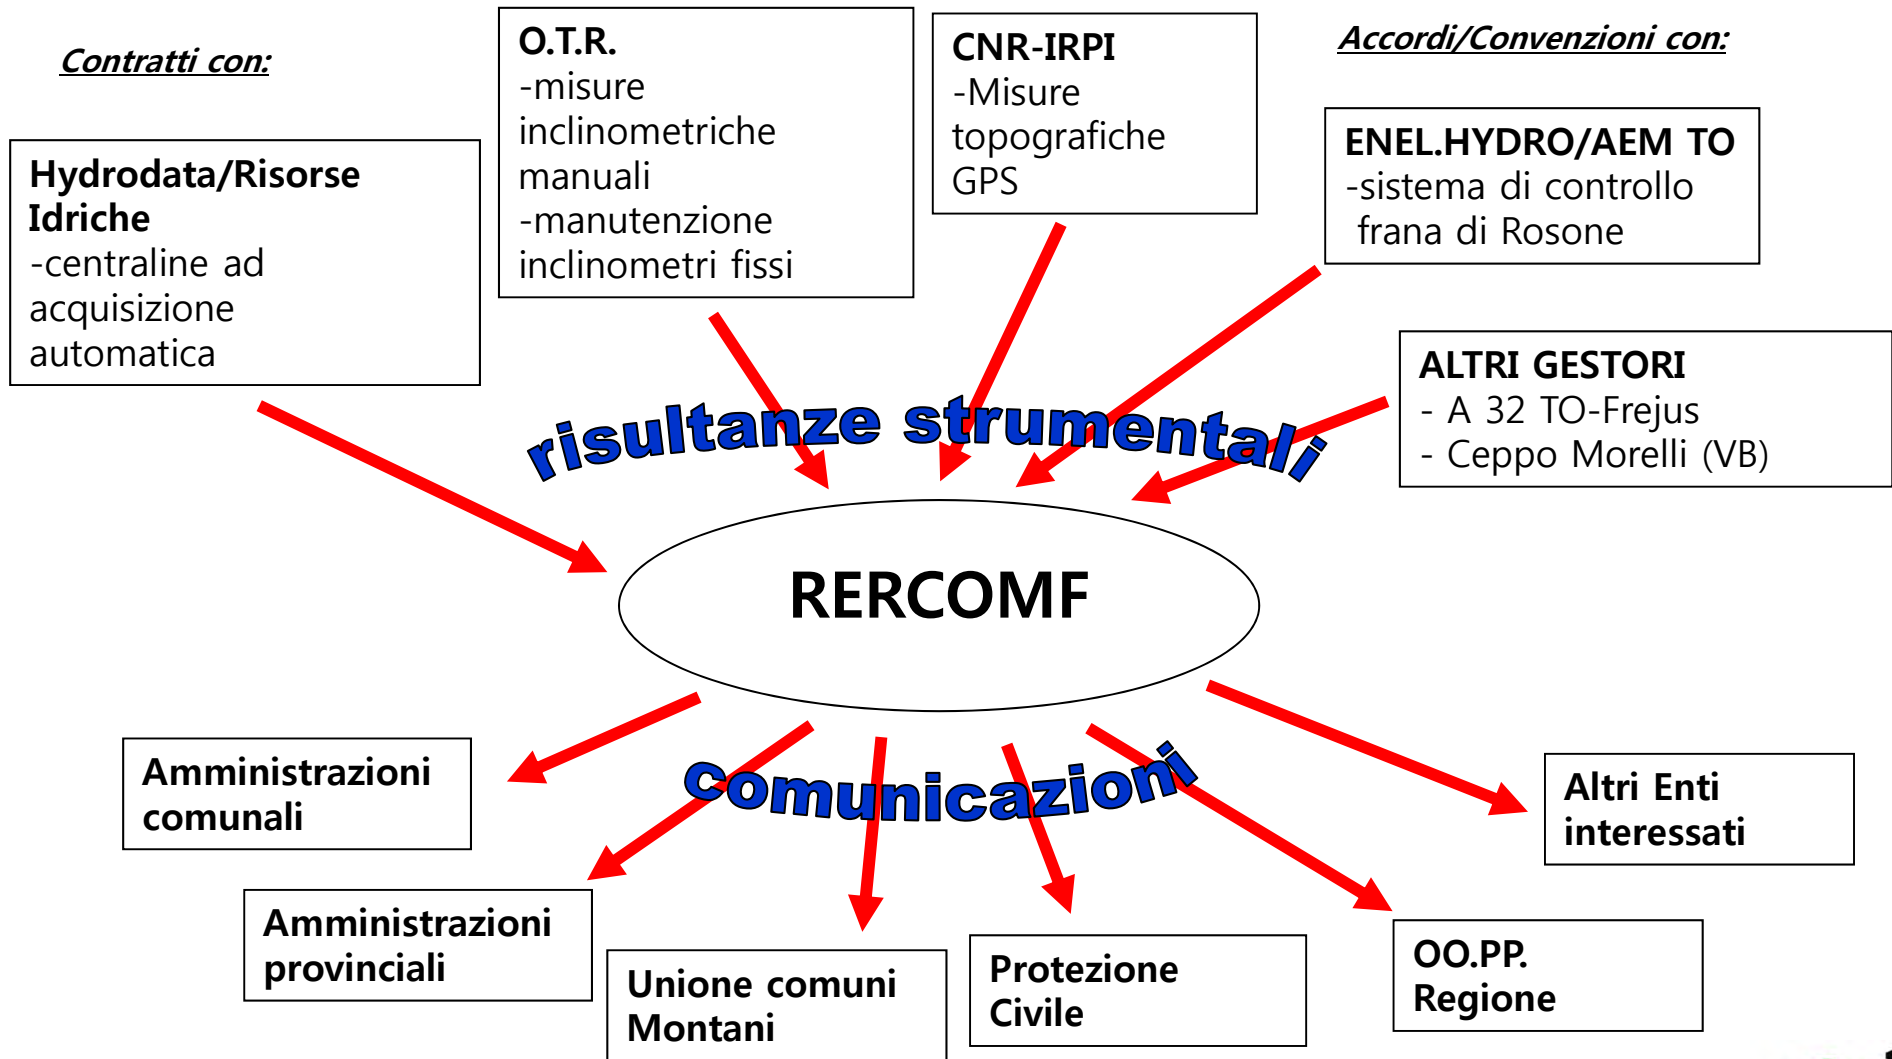 Contratti con:
Hydrodata/Risorse
Idriche
-centraline ad
acquisizione
automatica
O.T.R.
-misure
inclinometriche
manuali
-manutenzione
inclinometri fissi
CNR-IRPI
-Misure
topografiche
GPS
Accordi/Convenzioni con:
ENEL.HYDRO/AEM TO
-sistema di controllo
frana di Rosone
ALTRI GESTORI
- A 32 TO-Frejus
- Ceppo Morelli (VB)
risultanze strumentali
RERCOMF
comunicazioni
Amministrazioni
comunali
Amministrazioni
provinciali
Unione comuni
Montani
Protezione
Civile
OO.PP.
Regione
Altri Enti
interessati